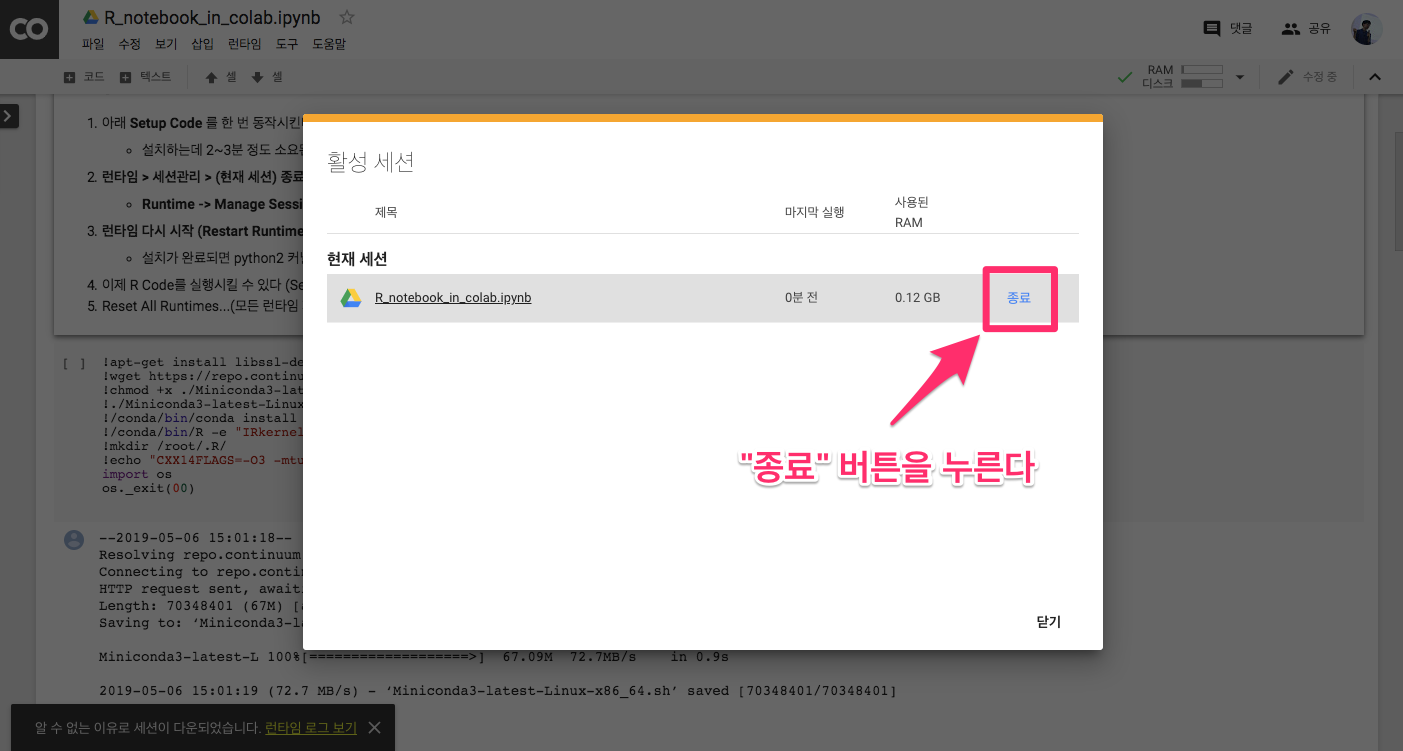 CO
R_notebook_in_colab.ipynb
파일 수정 보기 삽입 런타임 도구 도움말
댓글 공유
코드 텍스트 셀 셀
RAM
디스크
수정 중
1. 아래 Setup Code 를 한 번 동작시킨
설치하는데 2~3분 정도 소요
2. 런타임 > 세션관리 > (현재 세션) 종료
Runtime -> Manage Sessi
3. 런타임 다시 시작 (Restart Runtime
설치가 완료되면 python2 커
4. 이제 R Code를 실행시킬 수 있다 (Se
5. Reset All Runtimes...(모든 런타임
[ ] !apt-get install libssl-de
!wget https://repo.continuu
!chmod +x ./Miniconda3-lat
!./Miniconda3-latest-Linux
!/conda/bin/conda install
!/conda/bin/R -e "IRkernel
!mkdir /root/.R/
!echo "CXX14FLAGS=-O3 -mtu
import os
os._exit(00)
--2019-05-06 15:01:18--
Resolving repo.continuum
Connecting to repo.conti
HTTP request sent, await
Length: 70348401 (67M) [
Saving to: ‘Miniconda3-l
Miniconda3-latest-L 100%[===================>] 67.09M 72.7MB/s in 0.9s
2019-05-06 15:01:19 (72.7 MB/s) - ‘Miniconda3-latest-Linux-x86_64.sh’ saved [70348401/70348401]
활성 세션
제목 마지막 실행 사용된
RAM
현재 세션
R_notebook_in_colab.ipynb 0분 전 0.12 GB 종료
"종료" 버튼을 누른다
닫기
알 수 없는 이유로 세션이 다운되었습니다. 런타임 로그 보기